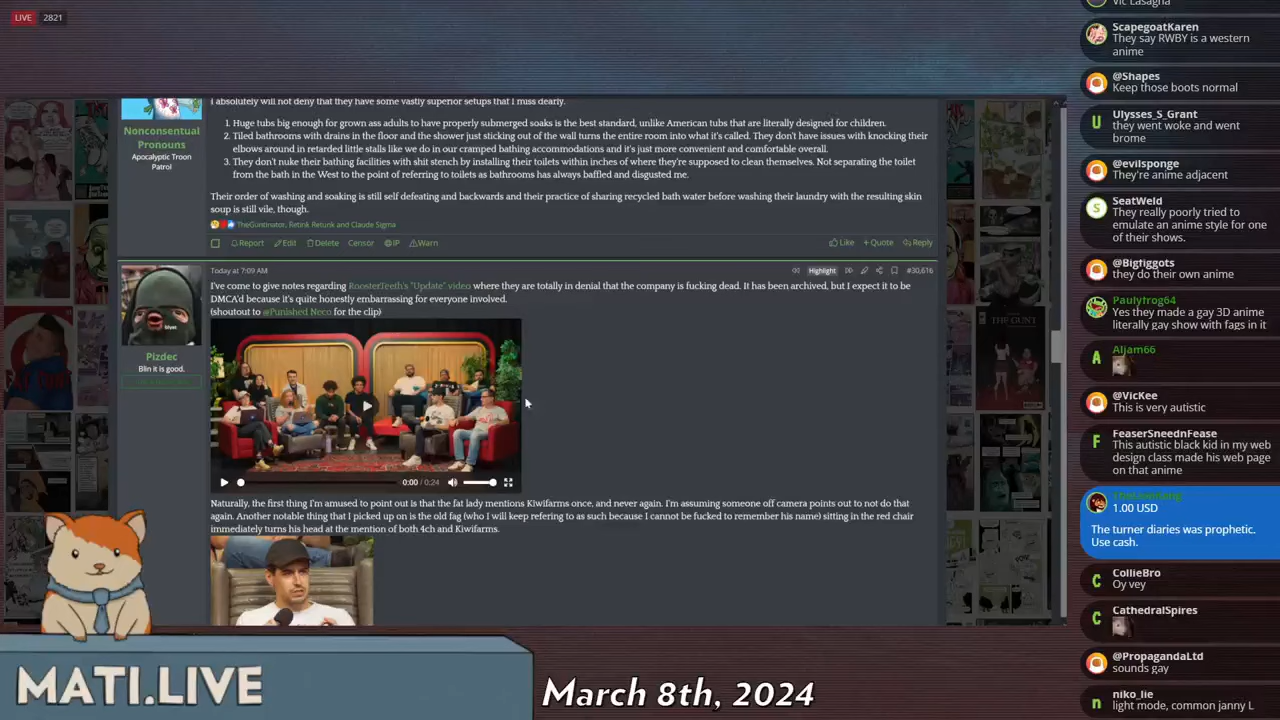 LIVE 2821
I absolutely will not deny that they have some vastly superior setups that I miss dearly.
Nonconsentual
Pronouns
Apocalyptic Troon
Patrol
1. Huge tubs big enough for grown ass adults to have properly submerged soaks is the best standard, unlike American tubs that are literally designed for children.
2. Tiled bathrooms with drains in the floor and the shower just sticking out of the wall turns the entire room into what it's called. They don't have issues with knocking their
elbows around in retarded little stalls like we do in our cramped bathing accommodations and it's just more convenient and comfortable overall.
3. They don't nuke their bathing facilities with shit stench by installing their toilets within inches of where they're supposed to clean themselves. Not separating the toilet
from the bath in the West to the point of referring to toilets as bathrooms has always baffled and disgusted me.
Their order of washing and soaking is still self defeating and backwards and their practice of sharing recycled bath water before washing their laundry with the resulting skin
soup is still vile, though.
TheGuntinator, Retink Retunk and Claude Sigma
Report Edit Delete Censor IP Warn
Like + Quote Reply
Today at 7:09 AM
Highlight
#30,616
Pizdec
Blin it is good.
I've come to give notes regarding RoosterTeeth's "Update" video where they are totally in denial that the company is fucking dead. It has been archived, but I expect it to be
DMCA'd because it's quite honestly embarrassing for everyone involved.
(shoutout to @Punished Neco for the clip)
0:00 / 0:24
Naturally, the first thing I'm amused to point out is that the fat lady mentions Kiwifarms once, and never again. I'm assuming someone off camera points out to not do that
again. Another notable thing that I picked up on is the old fag (who I will keep referring to as such because I cannot be fucked to remember his name) sitting in the red chair
immediately turns his head at the mention of both 4ch and Kiwifarms.
THE GUNT
MATI.LIVE
March 8th, 2024
Vic Lasagna
ScapegoatKaren
They say RWBY is a western
anime
@Shapes
Keep those boots normal
Ulysses_S_Grant
they went woke and went
brome
@evilsponge
They're anime adjacent
SeatWeld
They really poorly tried to
emulate an anime style for one
of their shows.
@Bigtiggots
they do their own anime
Paulyfrog64
Yes they made a gay 3D anime
literally gay show with fans in it
Aljam66
@VicKee
This is very autistic
FeaserSneednFease
This autistic black kid in my web
design class made his web page
on that anime
1.00 USD
The turner diaries was prophetic.
Use cash.
CollieBro
Oy vey
CathedralSpires
@PropagandaLtd
sounds gay
niko_lie
light mode, common janny L